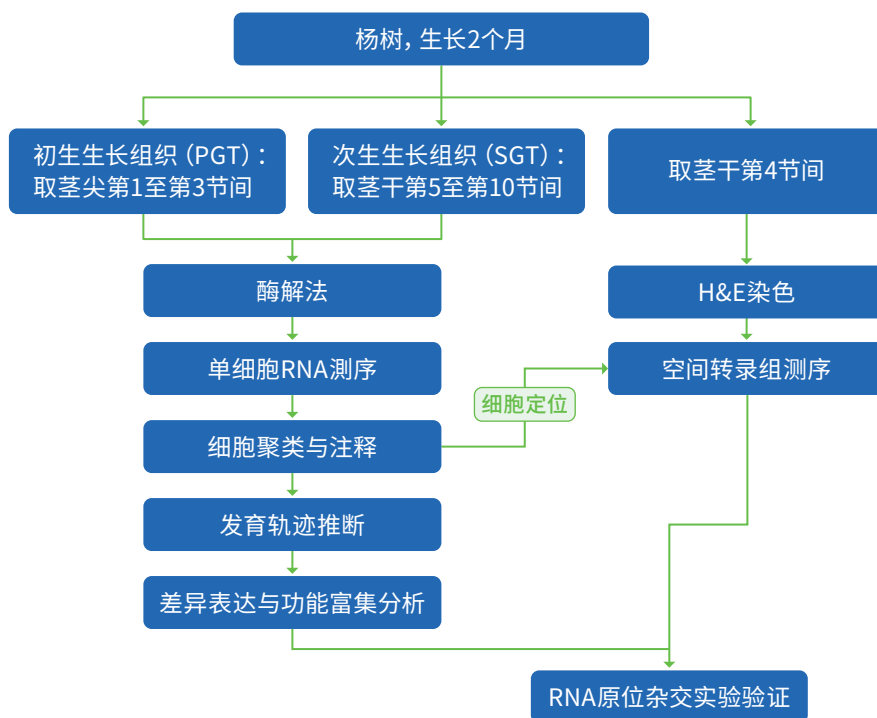 杨树，生长2个月
初生生长组织（PGT）：
取茎尖第1至第3节间
次生生长组织（SGT）：
取茎干第5至第10节间
取茎干第4节间
酶解法
H&E染色
单细胞RNA測序
空间转录组测序
细胞定位
细胞聚类与注释
发育轨迹推断
差异表达与功能富集分析
RNA原位杂交实验验证